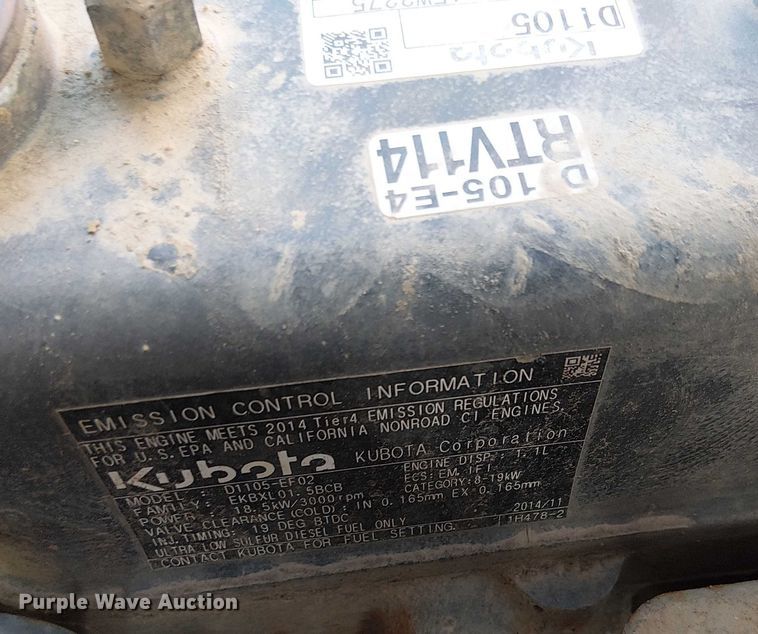 Kubota
D1105
D 105-E4
RTV114
EMISSION CONTROL INFORMATION
THIS ENGINE MEETS 2014 Tier4 EMISSION REGULATIONS
FOR U.S.EPA AND CALIFORNIA NONROAD CI ENGINES
Kubota KUBOTA Corporation
MODEL: D1105-EF02 ENGINE DISP: 1.1L
FAMILY: EKBXL01.5BCB ECS:EM, IFI
POWER: 18.5kW/3000rpm CATEGORY:8-19kW
VALVE CLEARANCE(COLD): IN 0.165mm EX 0.165mm
INJ.TIMING: 19 DEG BTDC 2014/11
ULTRA LOW SULFUR DIESEL FUEL ONLY 1H478-2
CONTACT KUBOTA FOR FUEL SETTING.
Purple Wave Auction